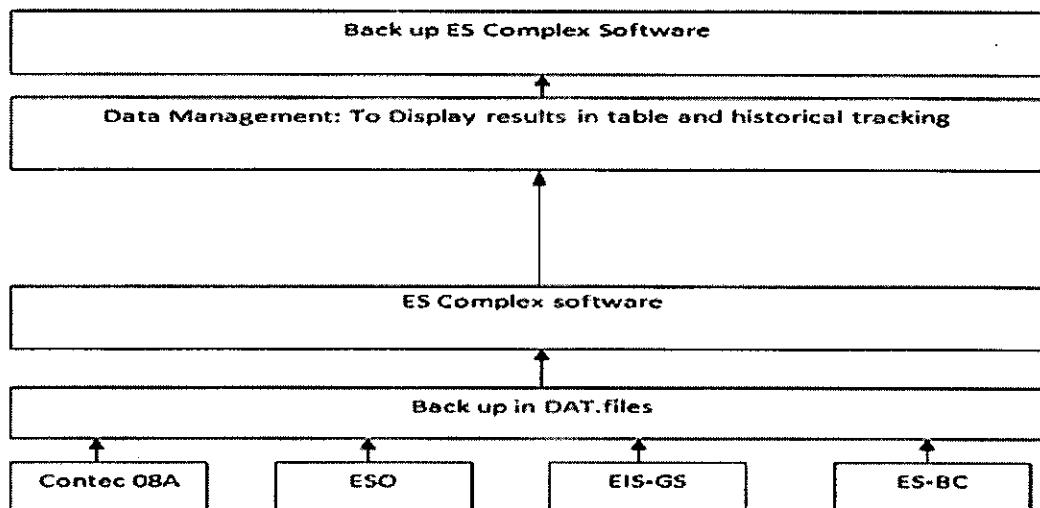 Back up ES Complex Software
Data Management: To Display results in table and historical tracking
ES Complex software
Back up in DAT.files
Contec 08A
ESO
EIS-GS
ES-BC